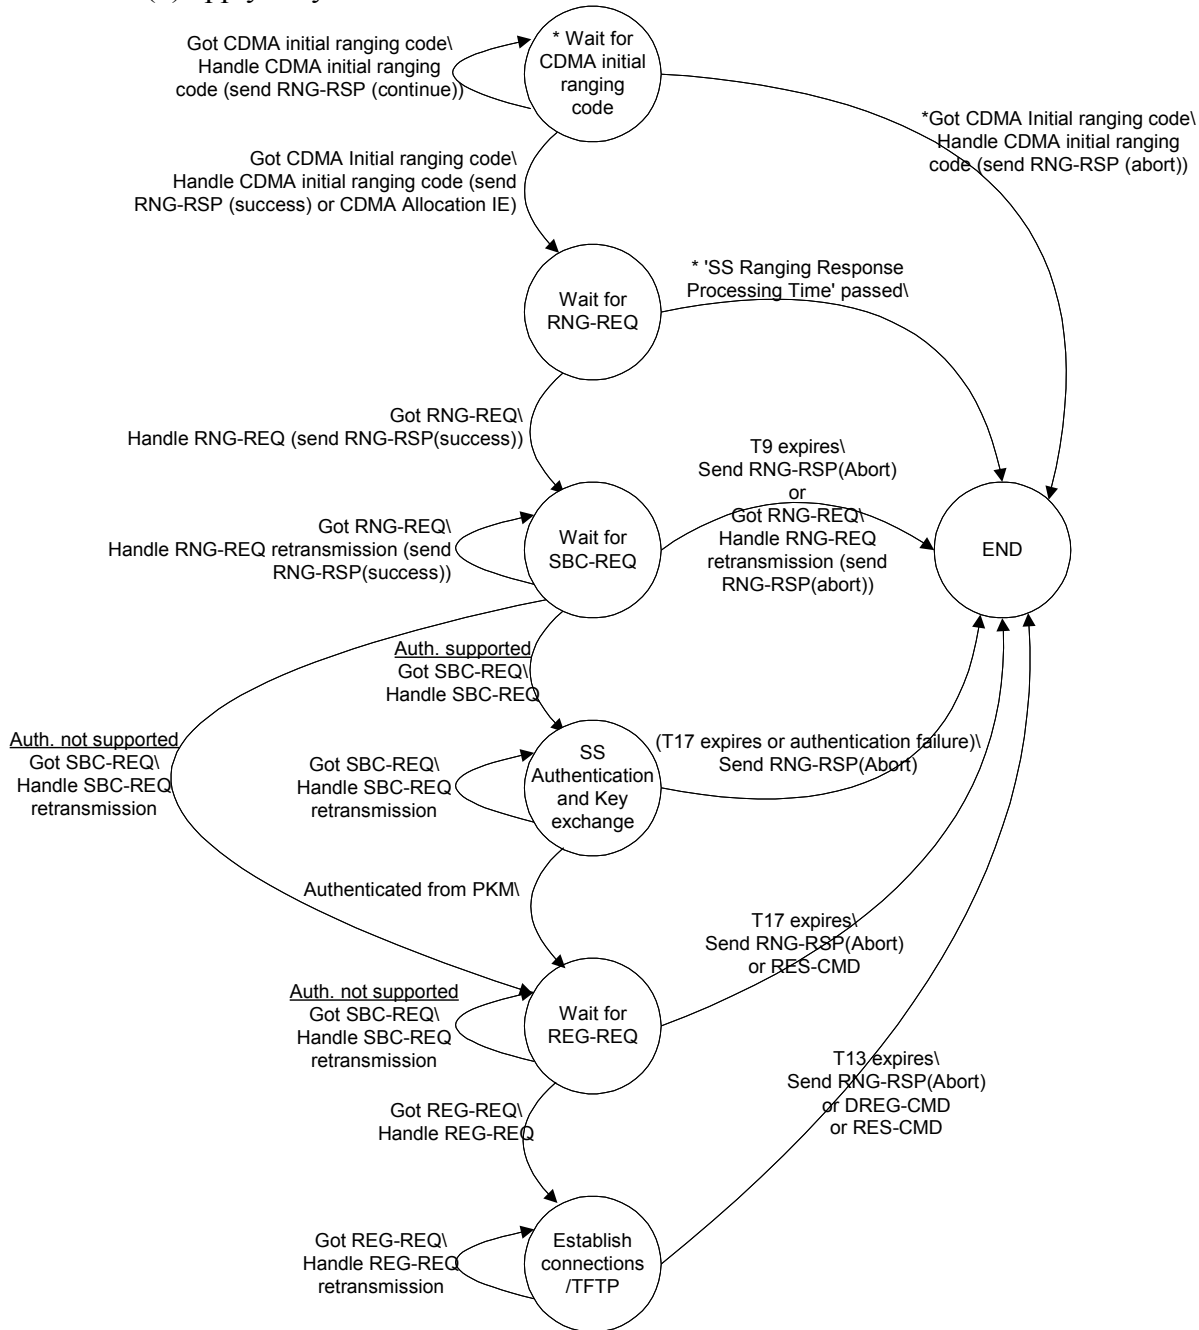 Got CDMA initial ranging code\
Handle CDMA initial ranging
code (send RNG-RSP (continue))
* Wait for
CDMA initial
ranging
code
*Got CDMA Initial ranging code\
Handle CDMA initial ranging
code (send RNG-RSP (abort))
Got CDMA Initial ranging code\
Handle CDMA initial ranging code (send
RNG-RSP (success) or CDMA Allocation IE)
Wait for
RNG-REQ
* 'SS Ranging Response
Processing Time' passed\
Got RNG-REQ\
Handle RNG-REQ (send RNG-RSP(success))
T9 expires\
Send RNG-RSP(Abort)
or
Got RNG-REQ\
Handle RNG-REQ
retransmission (send
RNG-RSP(abort))
Got RNG-REQ\
Handle RNG-REQ retransmission (send
RNG-RSP(success))
Wait for
SBC-REQ
END
Auth. supported
Got SBC-REQ\
Handle SBC-REQ
Auth. not supported
Got SBC-REQ\
Handle SBC-REQ
retransmission
Got SBC-REQ\
Handle SBC-REQ
retransmission
SS
Authentication
and Key
exchange
(T17 expires or authentication failure)\
Send RNG-RSP(Abort)
Authenticated from PKM\
T17 expires\
Send RNG-RSP(Abort)
or RES-CMD
Auth. not supported
Got SBC-REQ\
Handle SBC-REQ
retransmission
Wait for
REG-REQ
T13 expires\
Send RNG-RSP(Abort)
or DREG-CMD
or RES-CMD
Got REG-REQ\
Handle REG-REQ
Got REG-REQ\
Handle REG-REQ
retransmission
Establish
connections
/TFTP